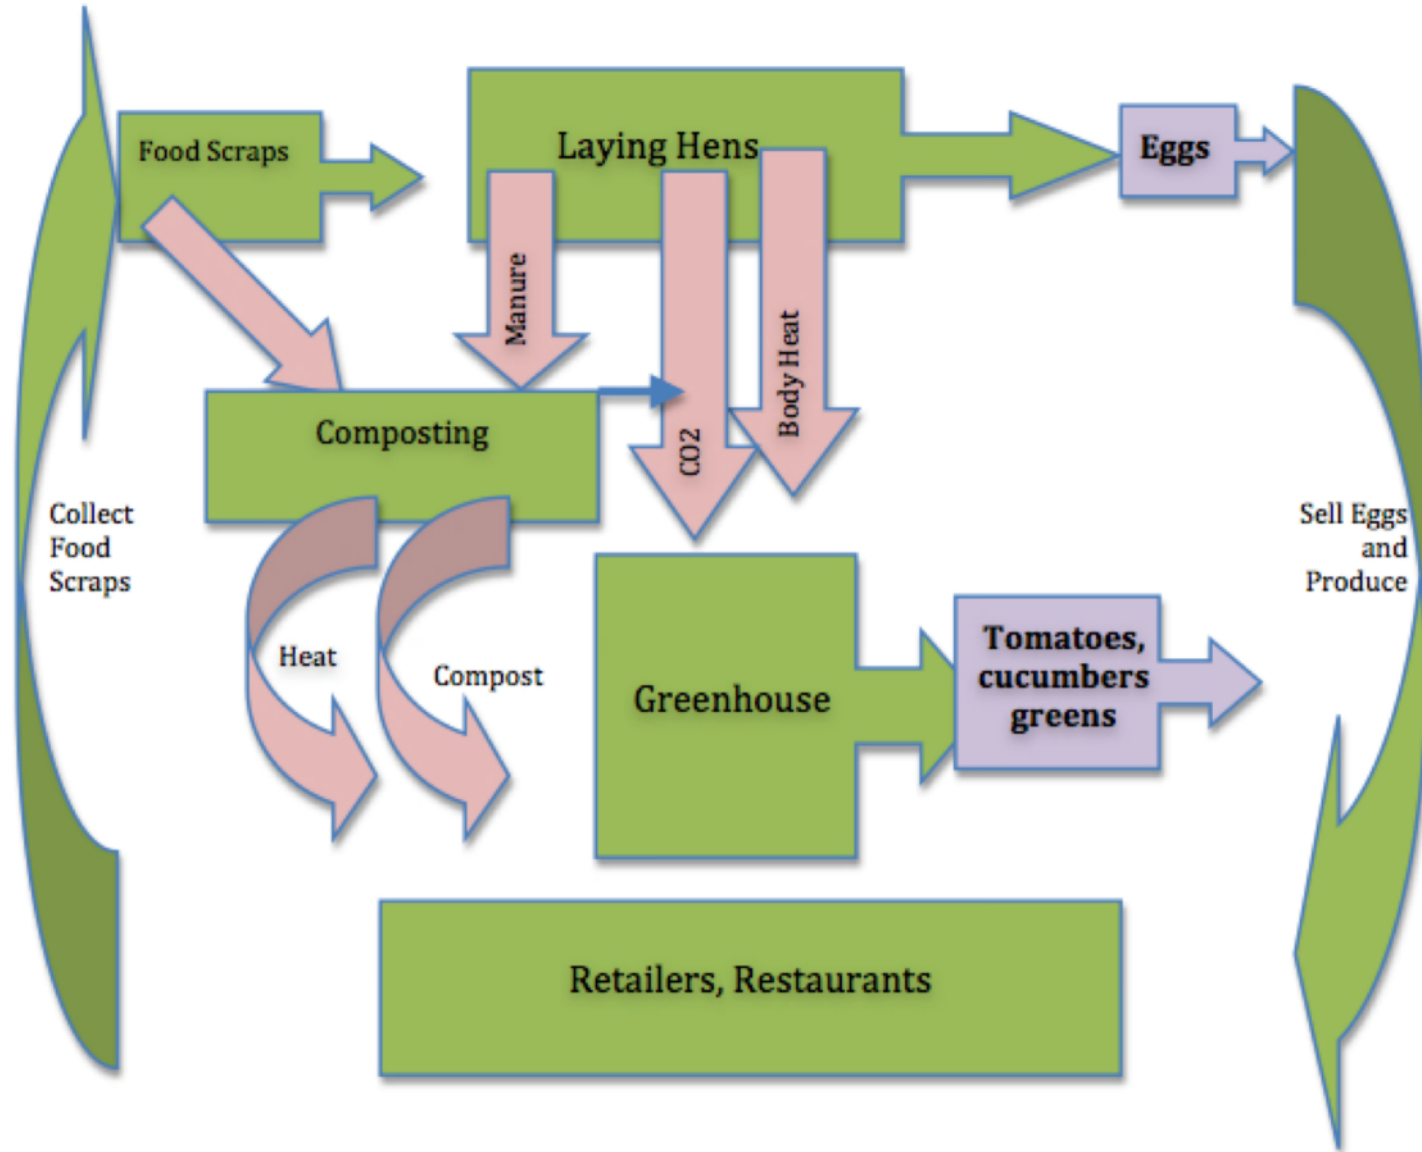 Food Scraps
Laying Hens
Eggs
Manure
Body Heat
CO2
Composting
Collect
Food
Scraps
Sell Eggs
and
Produce
Heat
Compost
Greenhouse
Tomatoes,
cucumbers
greens
Retailers, Restaurants